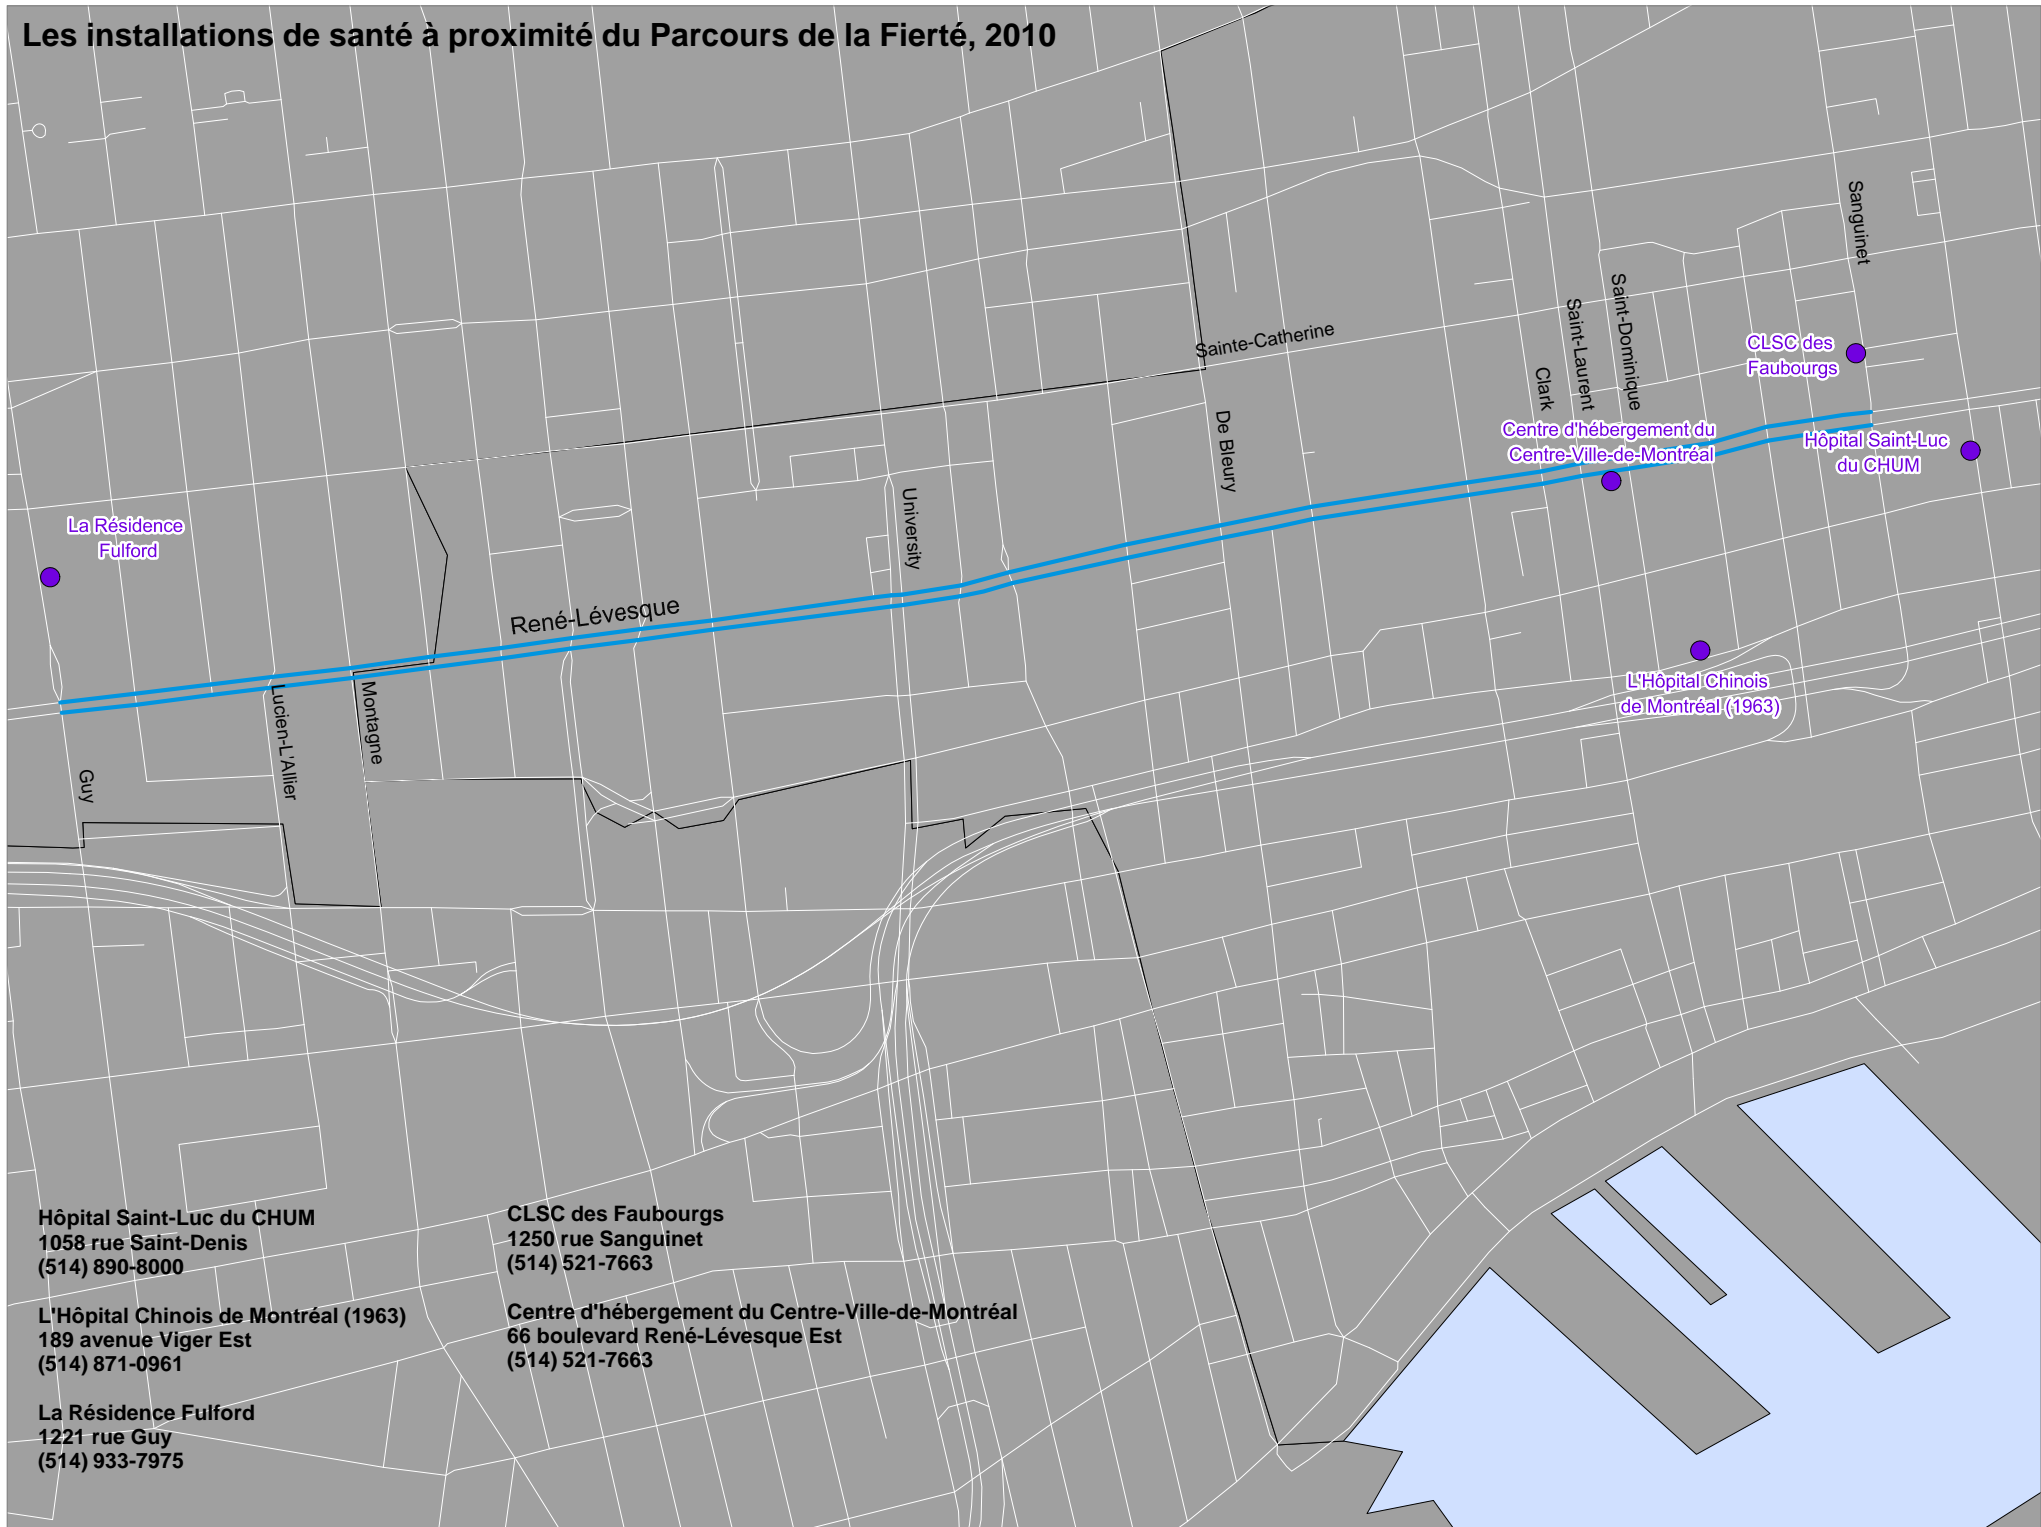 Les installations de santé à proximité du Parcours de la Fierté, 2010
Sanguinet
Saint-Dominique
Saint-Laurent
Clark
Sainte-Catherine
De Bleury
CLSC des
Faubourgs
Centre d'hébergement du
Centre-Ville-de-Montréal
Hôpital Saint-Luc
du CHUM
La Résidence
Fulford
University
René-Lévesque
L'Hôpital Chinois
de Montréal (1963)
Lucien-L'Allier
Montagne
Guy
Hôpital Saint-Luc du CHUM
1058 rue Saint-Denis
(514) 890-8000
L'Hôpital Chinois de Montréal (1963)
189 avenue Viger Est
(514) 871-0961
La Résidence Fulford
1221 rue Guy
(514) 933-7975
CLSC des Faubourgs
1250 rue Sanguinet
(514) 521-7663
Centre d'hébergement du Centre-Ville-de-Montréal
66 boulevard René-Lévesque Est
(514) 521-7663